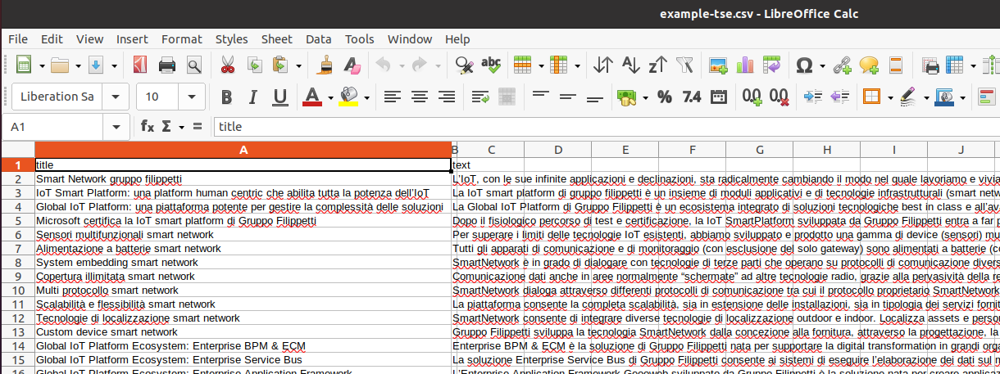 example-tse.csv - LibreOffice Calc
File Edit View Insert Format Styles Sheet Data Tools Window Help
Liberation Sa 10
A1 title
A B C D E F G H I J
1 title text
2 Smart Network gruppo filippetti L'IoT, con le sue infinite applicazioni e declinazioni, sta radicalmente cambiando il modo nel quale lavoriamo e vivia
3 IoT Smart Platform: una platform human centric che abilita tutta la potenza dell'IoT La IoT smart platform di gruppo filippetti è un insieme di moduli applicativi e di tecnologie infrastrutturali (smart netw
4 Global IoT Platform: una piattaforma potente per gestire la complessità delle soluzioni La Global IoT Platform di Gruppo Filippetti è un ecosistema integrato di soluzioni tecnologiche best in class e all'av
5 Microsoft certifica la IoT smart platform di Gruppo Filippetti Dopo il fisiologico percorso di test e certificazione, la IoT SmartPlatform sviluppata da Gruppo Filippetti entra a far p
6 Sensori multifunzionali smart network Per superare i limiti delle tecnologie IoT esistenti, abbiamo sviluppato e prodotto una gamma di device (sensori) mu
7 Alimentazione a batterie smart network Tutti gli apparati di comunicazione e di monitoraggio (con esclusione del solo gateway) sono alimentati a batterie (co
8 System embedding smart network SmartNetwork è in grado di dialogare con tecnologie di terze parti che operano su protocolli di comunicazione divers
9 Copertura illimitata smart network Comunicazione dati anche in aree normalmente “schermate” ad altre tecnologie radio, grazie alla pervasività della re
10 Multi protocollo smart network SmartNetwork dialoga attraverso differenti protocolli di comunicazione tra cui il protocollo proprietario SmartNetwork
11 Scalabilità e flessibilità smart network La piattaforma consente la completa scalabilità, sia in estensione delle installazioni, sia in tipologia dei servizi fornit
12 Tecnologie di localizzazione smart network SmartNetwork consente di integrare diverse tecnologie di localizzazione outdoor e indoor. Localizza assets e perso
13 Custom device smart network Gruppo Filippetti sviluppa la tecnologia SmartNetwork dalla concezione alla fornitura, attraverso la progettazione, la
14 Global IoT Platform Ecosystem: Enterprise BPM & ECM Enterprise BPM & ECM è la soluzione di Gruppo Filippetti nata per supportare la digital transformation in grandi orga
15 Global IoT Platform Ecosystem: Enterprise Service Bus La soluzione Enterprise Service Bus di Gruppo Filippetti consente ai sistemi di eseguire l'elaborazione dei dati sul m
16 Global IoT Platform Ecosystem: Enterprise Application Framework L'Enterprise Application Framework Geoweb sviluppato da Gruppo Filippetti è la soluzione nata per creare applica